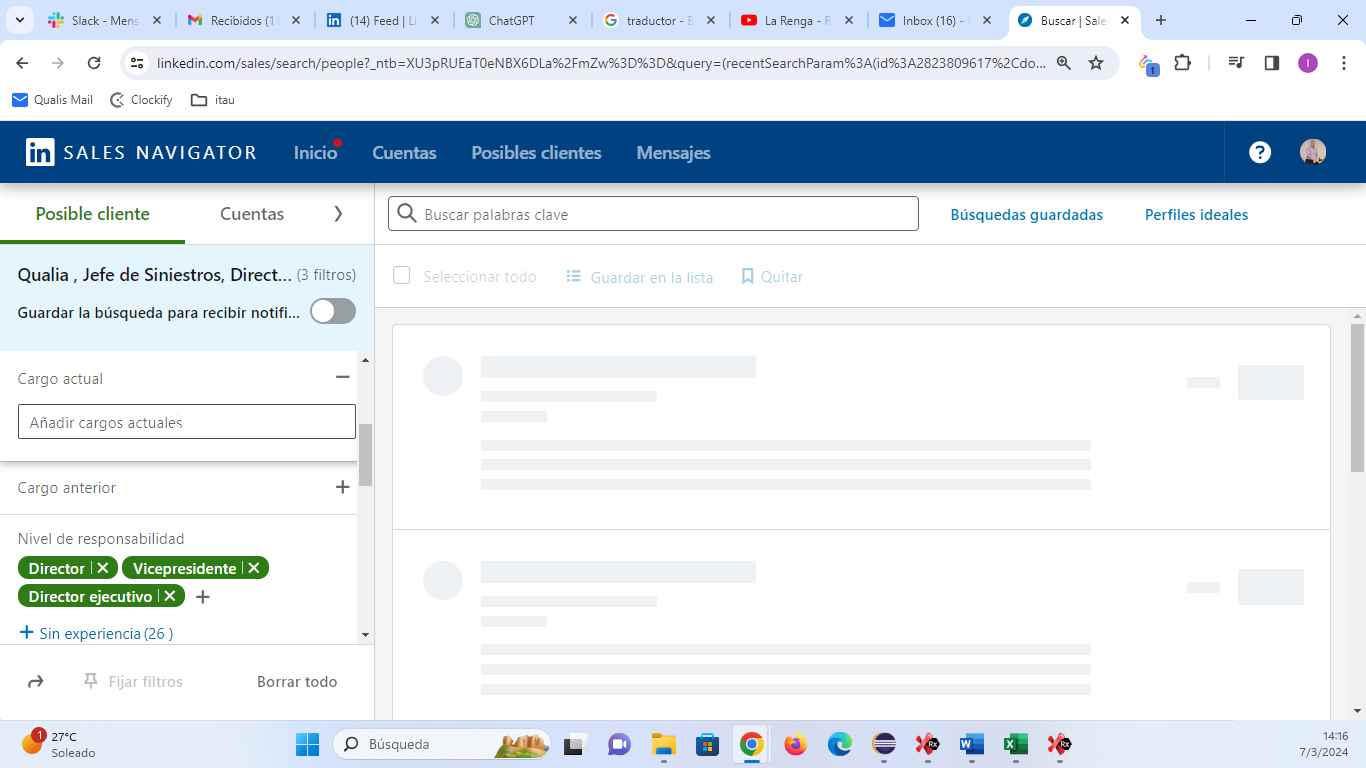 Slack - Mens
Recibidos (1
(14) Feed | Li
ChatGPT
traductor - B
La Renga - R
Inbox (16) -
Buscar | Sale
linkedin.com/sales/search/people?_ntb=XU3pRUEaT0eNBX6DLa%2FmZw%3D%3D&query=(recentSearchParam%3A(id%3A2823809617%2Cdo...
1
I
Qualis Mail
Clockify
itau
in SALES NAVIGATOR
Inicio
Cuentas
Posibles clientes
Mensajes
?
Posible cliente
Cuentas
Buscar palabras clave
Búsquedas guardadas
Perfiles ideales
Qualia , Jefe de Siniestros, Direct... (3 filtros)
Guardar la búsqueda para recibir notifi...
Seleccionar todo
Guardar en la lista
Quitar
Cargo actual
Añadir cargos actuales
Cargo anterior
Nivel de responsabilidad
Director
Vicepresidente
Director ejecutivo
Sin experiencia (26 )
Fijar filtros
Borrar todo
1
27°C
Soleado
Búsqueda
14:16
7/3/2024